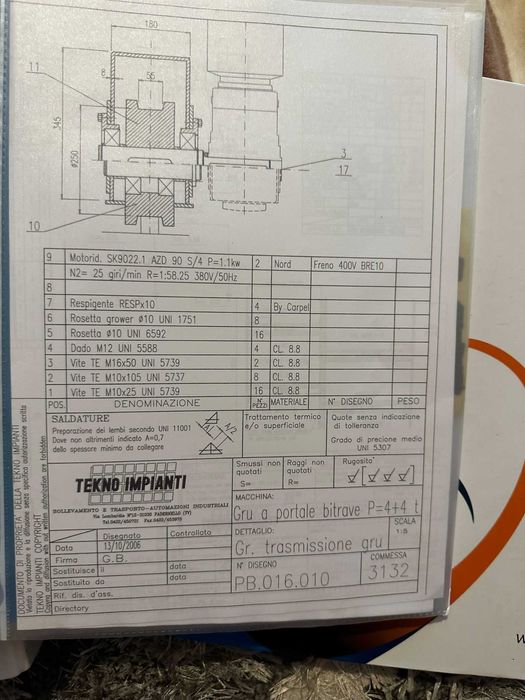 180
11
8
56
345
Ø250
3
17
10
9 Motorid. SK9022.1 AZD 90 S/4 P=1.1kw 2 Nord Freno 400V BRE10
N2= 25 giri/min R=1:58.25 380V/50Hz
8
7 Respigente RESPx10 4 By Carpel
6 Rosetta grower ø10 UNI 1751 8
5 Rosetta ø10 UNI 6592 16
4 Dado M12 UNI 5588 4 CL. 8.8
3 Vite TE M16x50 UNI 5739 2 CL. 8.8
2 Vite TE M10x105 UNI 5737 8 CL. 8.8
1 Vite TE M10x25 UNI 5739 16 CL. 8.8
POS. DENOMINAZIONE N° PEZZI MATERIALE N° DISEGNO PESO
SALDATURE
Preparazione dei lembi secondo UNI 11001
Dove non altrimenti indicato A=0,7
dello spessore minimo da collegare
Trattamento termico
e/o superficiale
Quote senza indicazione
di tolleranza
Grado di precione medio
UNI 5307
TEKNO IMPIANTI
SOLLEVAMENTO E TRASPORTO-AUTOMAZIONI INDUSTRIALI
Smussi non
quotati
S=
Raggi non
quotati
R=
Rugosita'
MACCHINA:
Gru a portale bitrave P=4+4 t
DETTAGLIO:
Gr. trasmissione gru
SCALA
1:5
N° DISEGNO
PB.016.010
COMMESSA
3132
Disegnato Controllato
Data 13/10/2006
Firma G.B.
Sostituisce il data
Sostituito da data
Rif. dis. d'ass.
Directory
DOCUMENTO DI PROPRIETA' DELLA TEKNO IMPIANTI
TEKNO IMPIANTI COPYRIGHT